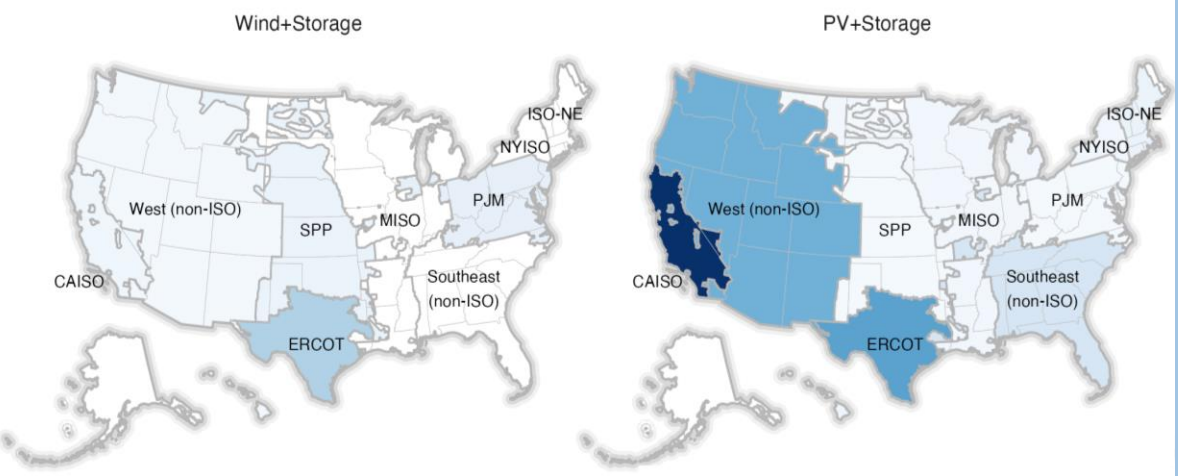 Wind+Storage
ISO-NE
NYISO
PJM
West (non-ISO)
MISO
SPP
CAISO
Southeast
(non-ISO)
ERCOT
PV+Storage
ISO-NE
NYISO
PJM
West (non-ISO)
MISO
SPP
CAISO
Southeast
(non-ISO)
ERCOT